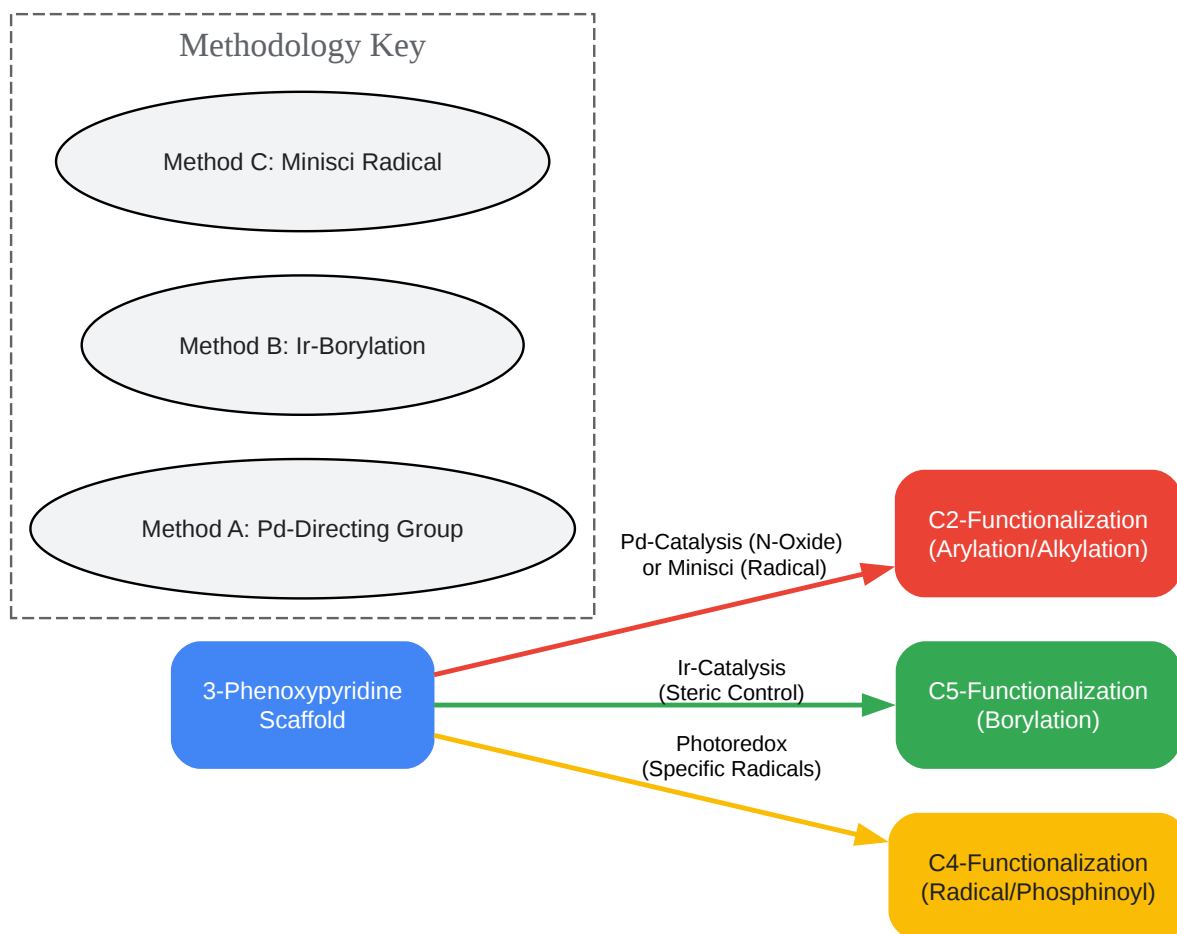 Methodology Key
Method C: Minisci Radical
Method B: Ir-Borylation
Method A: Pd-Directing Group
Pd-Catalysis (N-Oxide)
or Minisci (Radical)
C2-Functionalization
(Arylation/Alkylation)
3-Phenoxypyridine
Scaffold
Ir-Catalysis
(Steric Control)
C5-Functionalization
(Borylation)
Photoredox
(Specific Radicals)
C4-Functionalization
(Radical/Phosphinoyl)